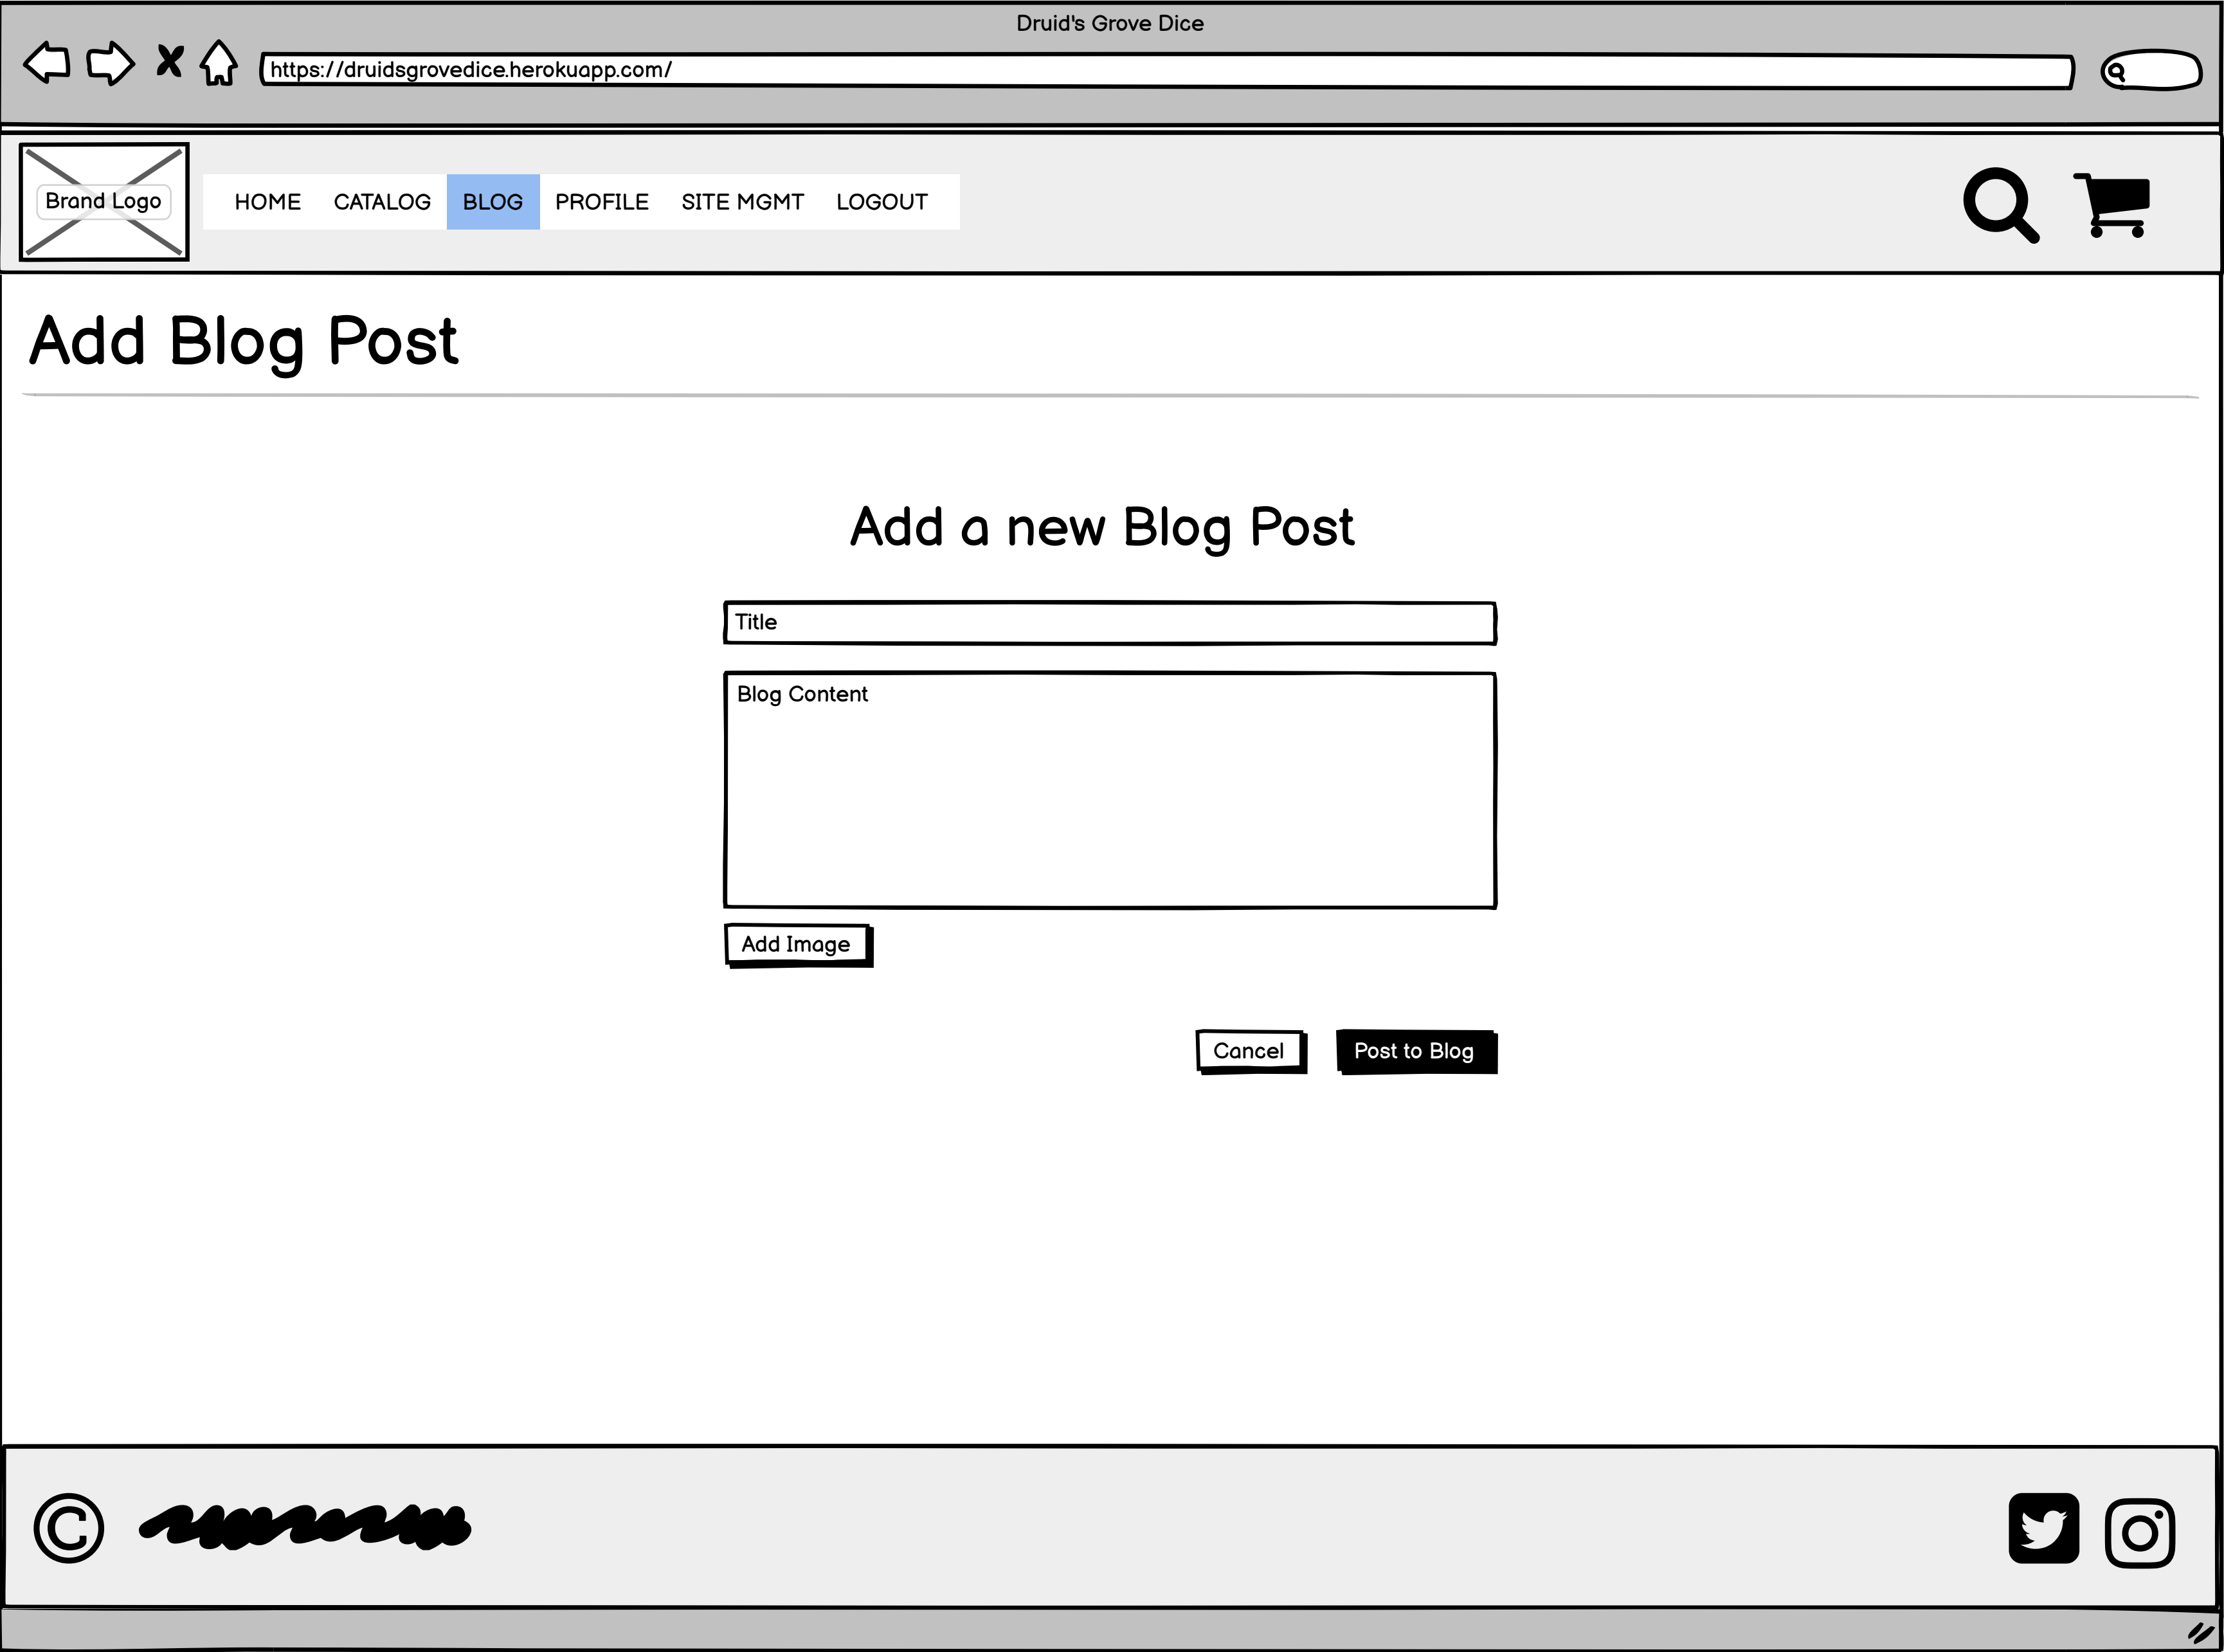 Druid's Grove Dice
https://druidsgrovedice.herokuapp.com/
Brand Logo
HOME CATALOG BLOG PROFILE SITE MGMT LOGOUT
Add Blog Post
Add a new Blog Post
Title
Blog Content
Add Image
Cancel Post to Blog
©